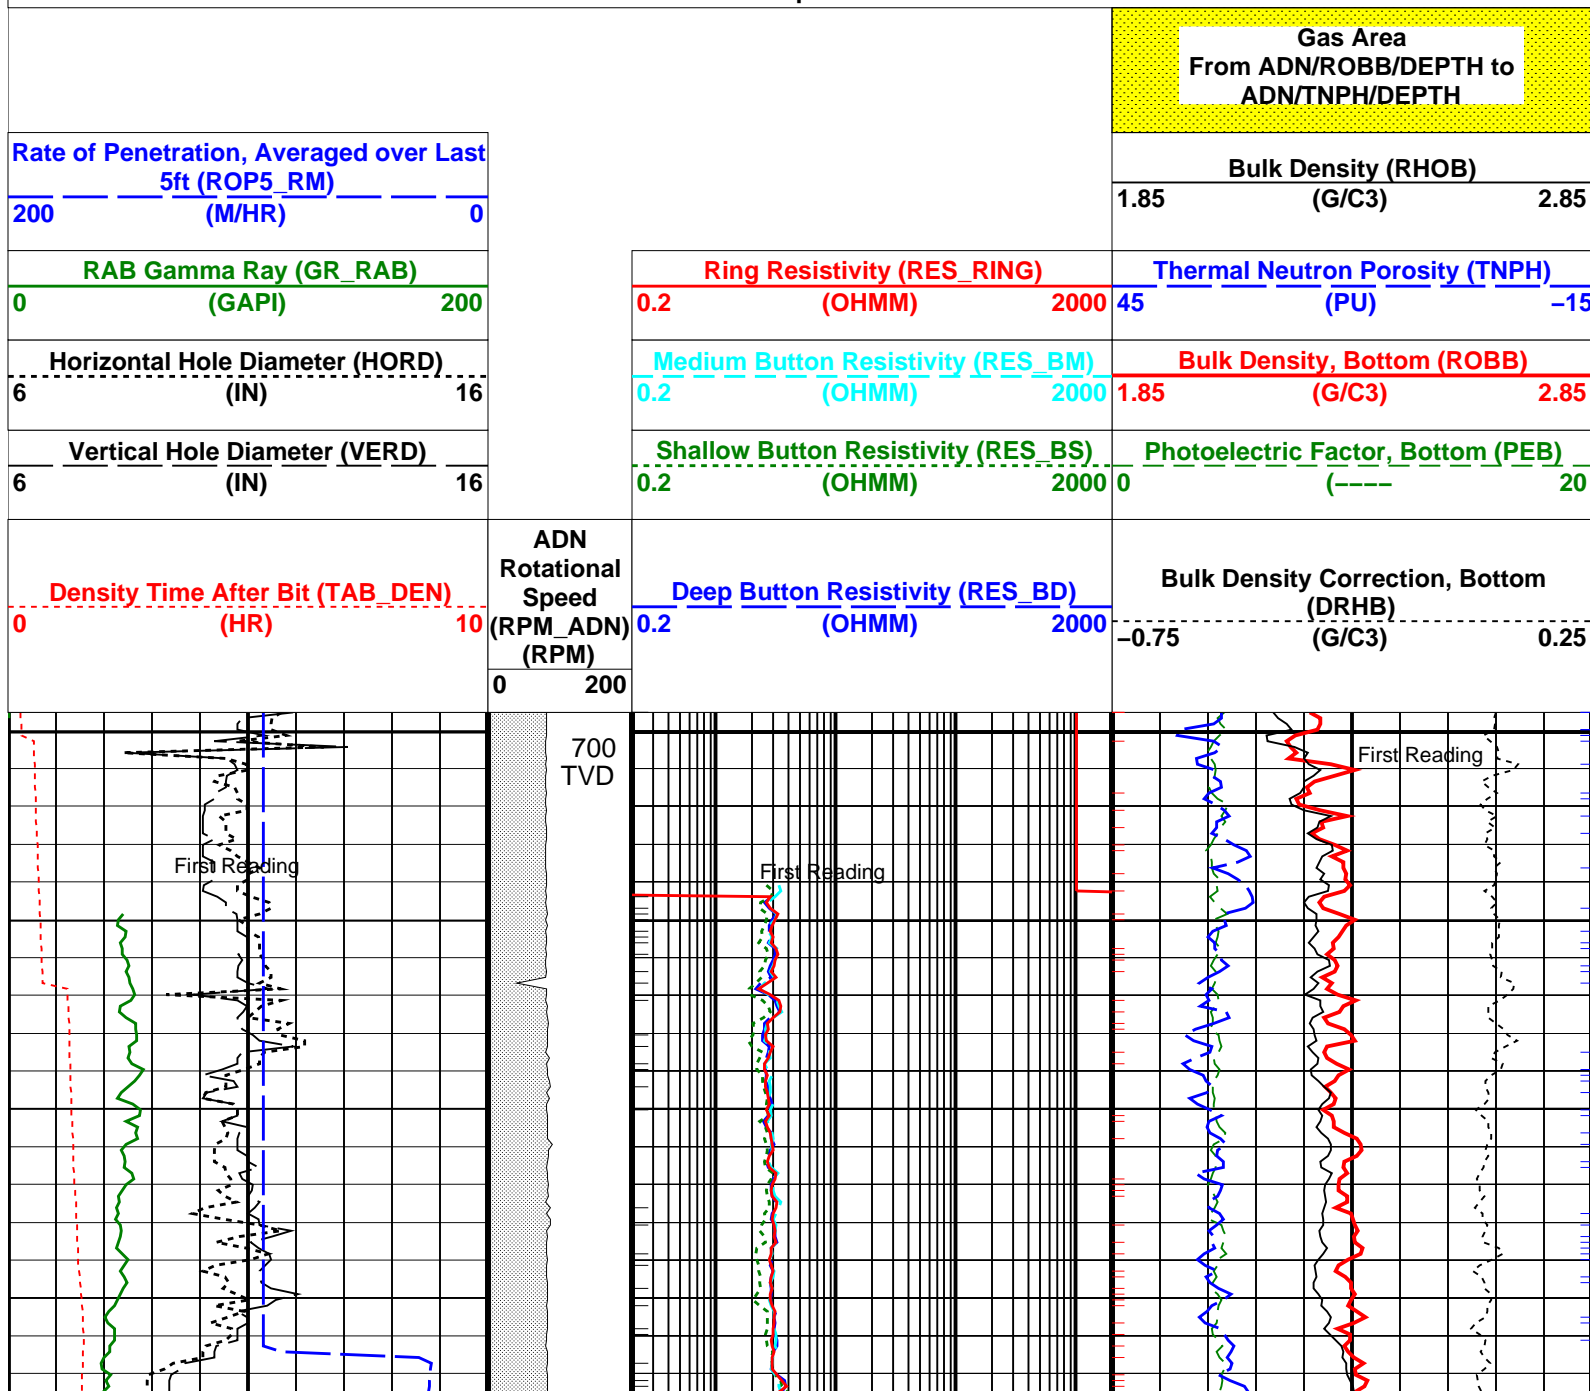 Gas Area
From ADN/ROBB/DEPTH to
ADN/TNPH/DEPTH
Rate of Penetration, Averaged over Last
5ft (ROP5_RM)
200 (M/HR) 0
Bulk Density (RHOB)
1.85 (G/C3) 2.85
RAB Gamma Ray (GR_RAB)
0 (GAPI) 200
Ring Resistivity (RES_RING)
0.2 (OHMM) 2000
Thermal Neutron Porosity (TNPH)
45 (PU) −15
Horizontal Hole Diameter (HORD)
6 (IN) 16
Medium Button Resistivity (RES_BM)
0.2 (OHMM) 2000
Bulk Density, Bottom (ROBB)
1.85 (G/C3) 2.85
Vertical Hole Diameter (VERD)
6 (IN) 16
Shallow Button Resistivity (RES_BS)
0.2 (OHMM) 2000
Photoelectric Factor, Bottom (PEB)
0 (−−−− 20
Density Time After Bit (TAB_DEN)
0 (HR) 10
ADN
Rotational
Speed
(RPM_ADN)
(RPM)
0 200
Deep Button Resistivity (RES_BD)
0.2 (OHMM) 2000
Bulk Density Correction, Bottom
(DRHB)
−0.75 (G/C3) 0.25
700
TVD
First Reading
First Reading
First Reading